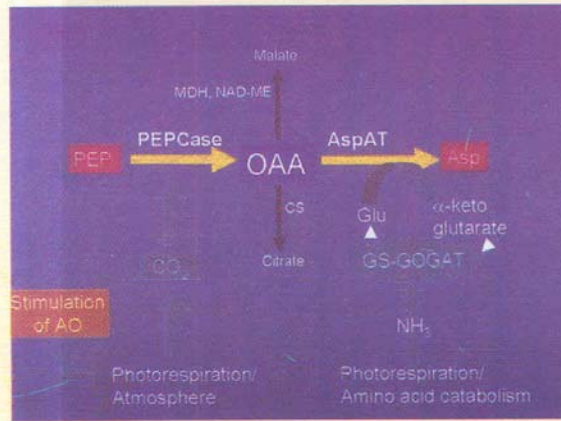 Malate
MDH, NAD-ME
PEPCase
AspAT
PEP
OAA
Asp
CS
Glu
α-keto
glutarate
CO2
Citrate
GS-GOGAT
Stimulation
of AO
NH3
Photorespiration/
Atmosphere
Photorespiration/
Amino acid catabolism